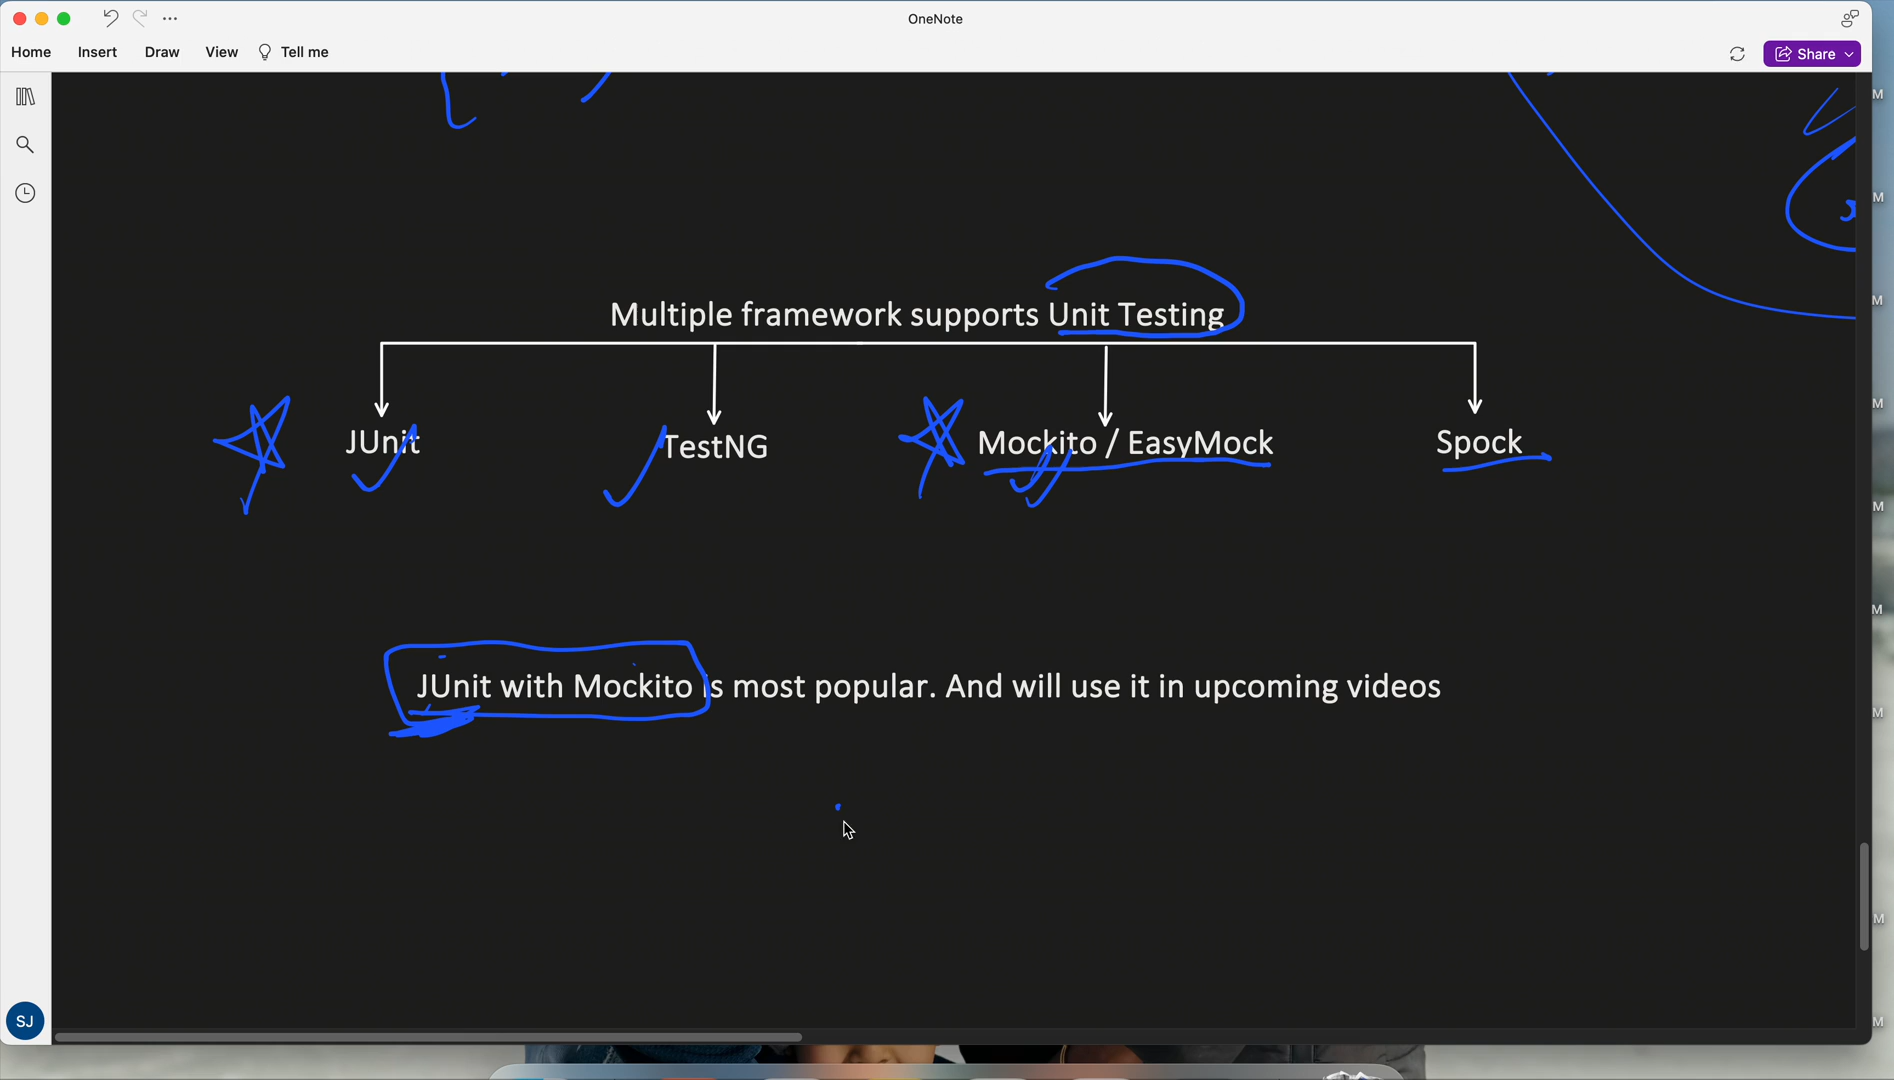 OneNote
Home Insert Draw View Tell me Share
Multiple framework supports Unit Testing
JUnit TestNG Mockito / EasyMock Spock
JUnit with Mockito is most popular. And will use it in upcoming videos
SJ
M
M
M
M
M
M
M
M
M